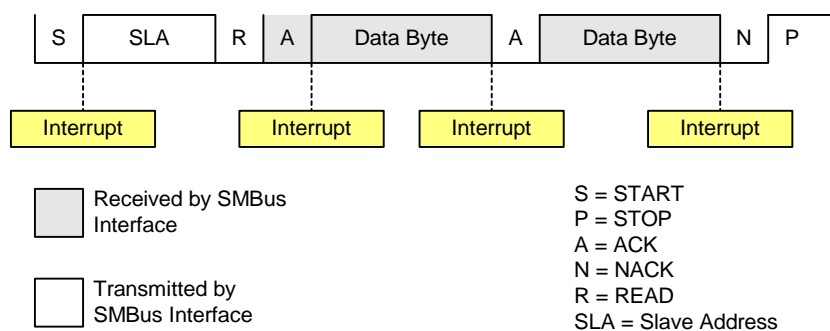 S SLA R A Data Byte A Data Byte N P
Interrupt Interrupt Interrupt Interrupt
Received by SMBus
Interface
Transmitted by
SMBus Interface
S = START
P = STOP
A = ACK
N = NACK
R = READ
SLA = Slave Address